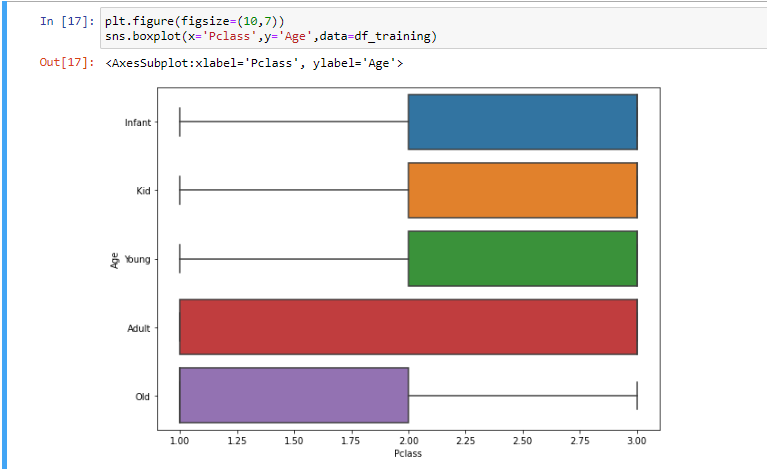 In [17]: plt.figure(figsize=(10,7))
sns.boxplot(x='Pclass',y='Age',data=df_training)
Out[17]: <AxesSubplot:xlabel='Pclass', ylabel='Age'>
Infant
Kid
Young
Adult
Old
Age
1.00 1.25 1.50 1.75 2.00 2.25 2.50 2.75 3.00
Pclass